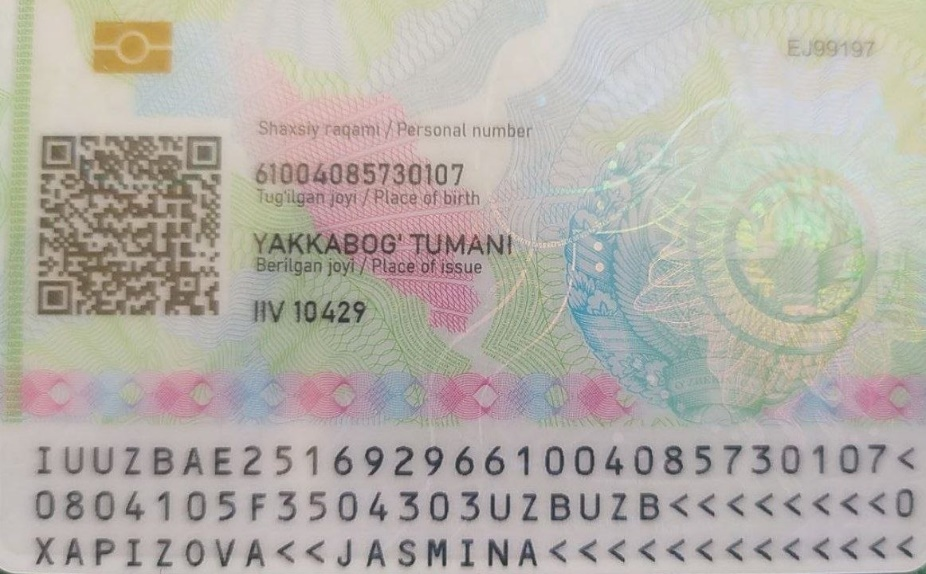 EJ99197
Shaxsiy raqami / Personal number
61004085730107
Tug'ilgan joyi / Place of birth
YAKKABOG' TUMANI
Berilgan joyi / Place of issue
IIV 10429
IUUZBAE2516929661004085730107<
0804105F3504303UZBUZB<<<<<<<<0
XAPIZOVA<<JASMINA<<<<<<<<<<<<<